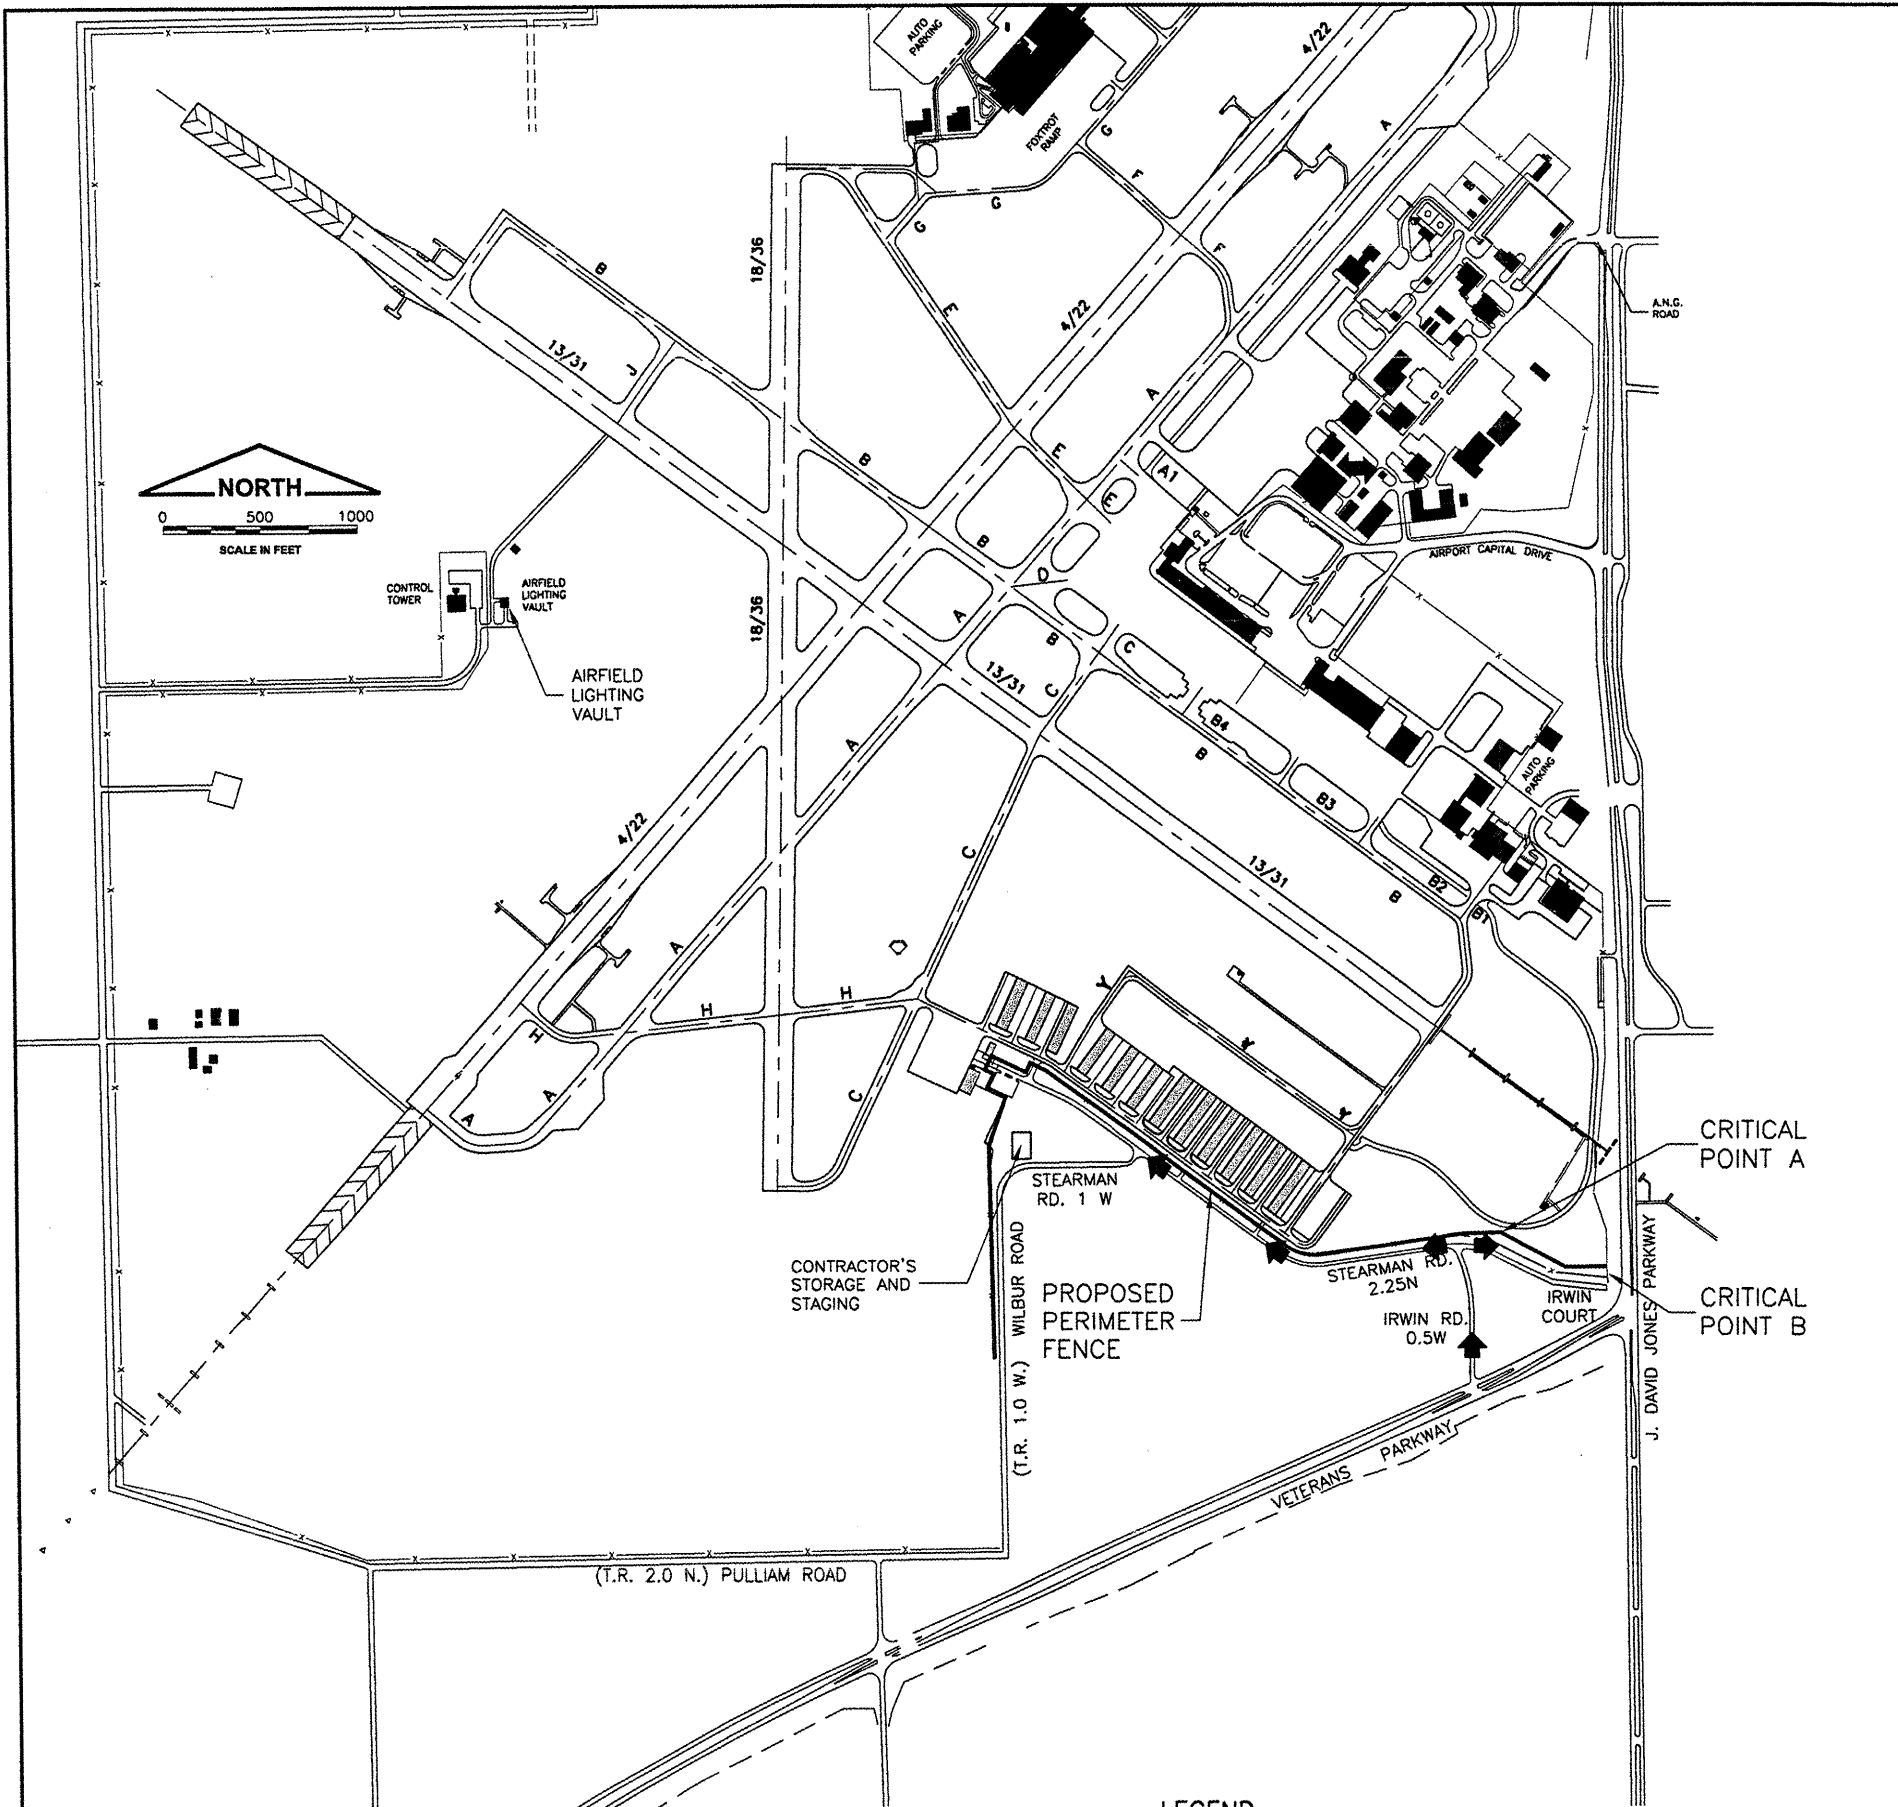 AUTO
PARKING
4/22
A
FOXTROT
RAMP
G
F
G
G
F
18/36
B
E
4/22
A.N.G.
ROAD
13/31
J
A
NORTH
0 500 1000
SCALE IN FEET
B
E
A1
E
B
D
AIRPORT CAPITAL DRIVE
CONTROL
TOWER
AIRFIELD
LIGHTING
VAULT
18/36
A
B
C
13/31
C
AIRFIELD
LIGHTING
VAULT
B4
A
B
AUTO
PARKING
B3
4/22
C
13/31
B2
B
B1
A
H
H
H
Y
Y
Y
A
A
C
CRITICAL
POINT A
STEARMAN
RD. 1 W
CONTRACTOR'S
STORAGE AND
STAGING
(T.R. 1.0 W.) WILBUR ROAD
PROPOSED
PERIMETER
FENCE
STEARMAN RD.
2.25N
IRWIN
COURT
IRWIN RD.
0.5W
CRITICAL
POINT B
J. DAVID JONES PARKWAY
VETERANS PARKWAY
(T.R. 2.0 N.) PULLIAM ROAD
LEGEND